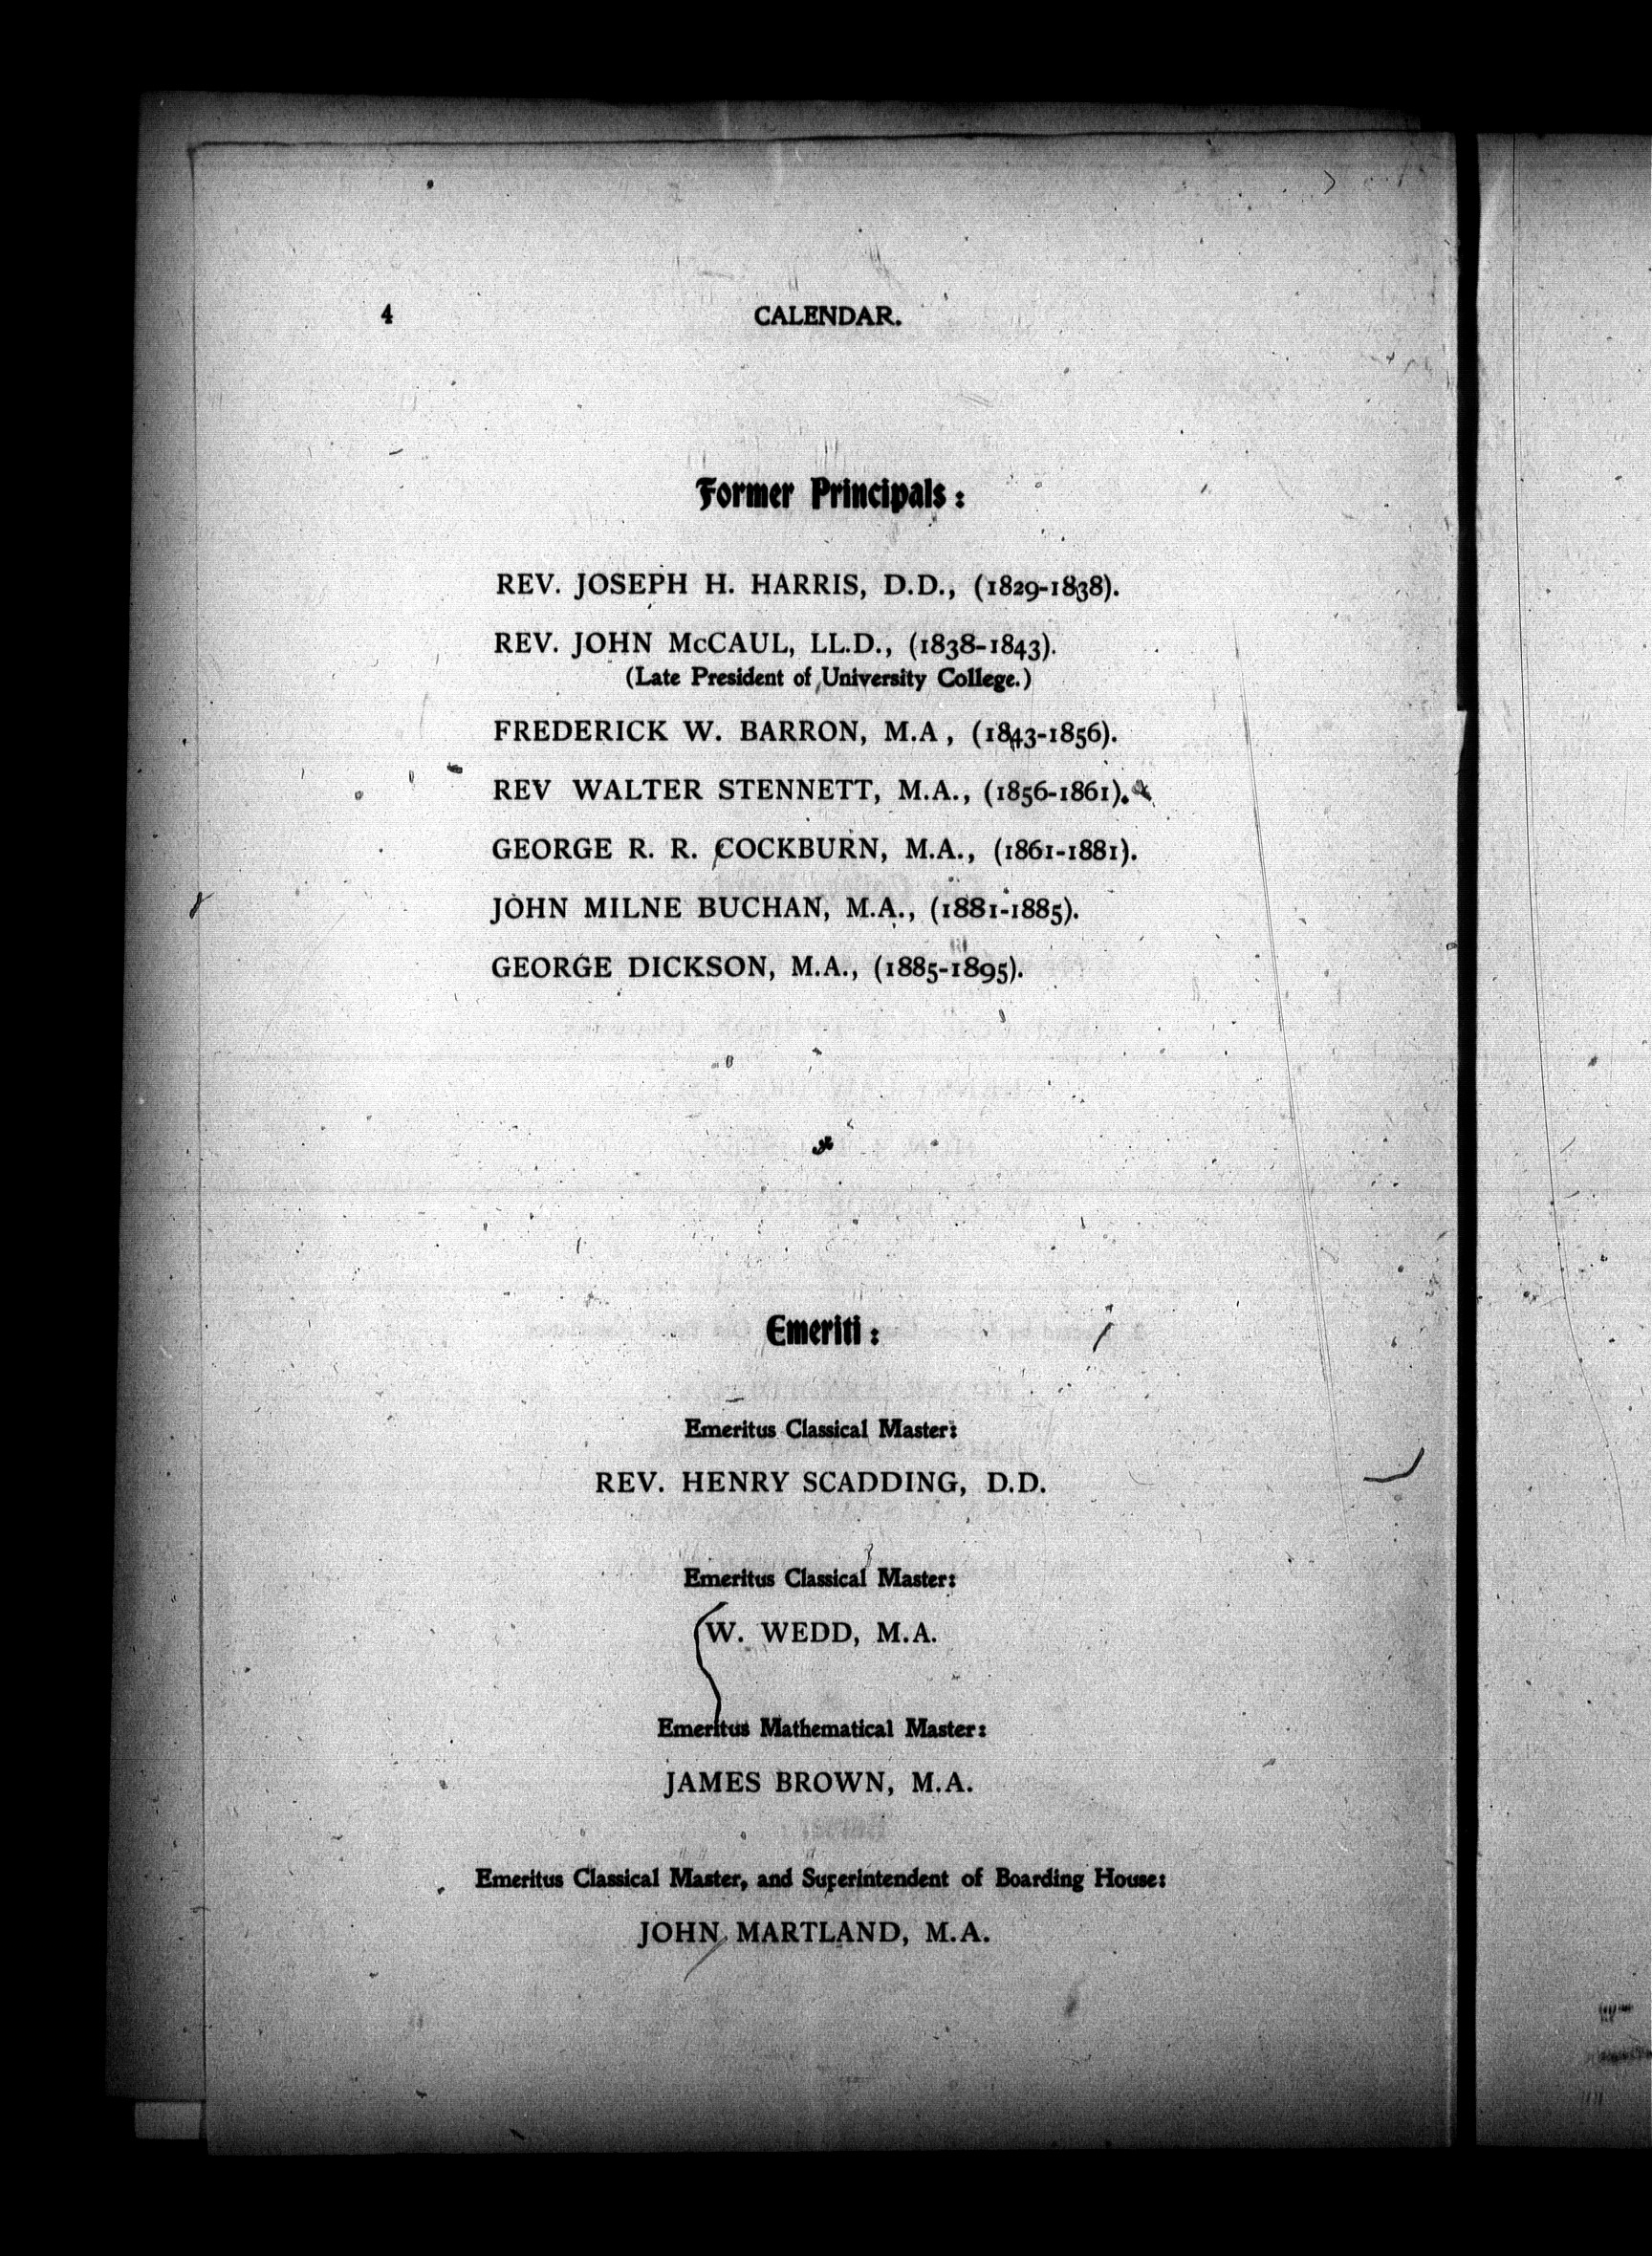 4 CALENDAR.
Former Principals:
REV. JOSEPH H. HARRIS, D.D., (1829-1838).
REV. JOHN McCAUL, LL.D., (1838-1843).
(Late President of University College.)
FREDERICK W. BARRON, M.A , (1843-1856).
REV WALTER STENNETT, M.A., (1856-1861).
GEORGE R. R. COCKBURN, M.A., (1861-1881).
JOHN MILNE BUCHAN, M.A., (1881-1885).
GEORGE DICKSON, M.A., (1885-1895).
Emeriti:
Emeritus Classical Master:
REV. HENRY SCADDING, D.D.
Emeritus Classical Master:
W. WEDD, M.A.
Emeritus Mathematical Master:
JAMES BROWN, M.A.
Emeritus Classical Master, and Superintendent of Boarding House:
JOHN MARTLAND, M.A.